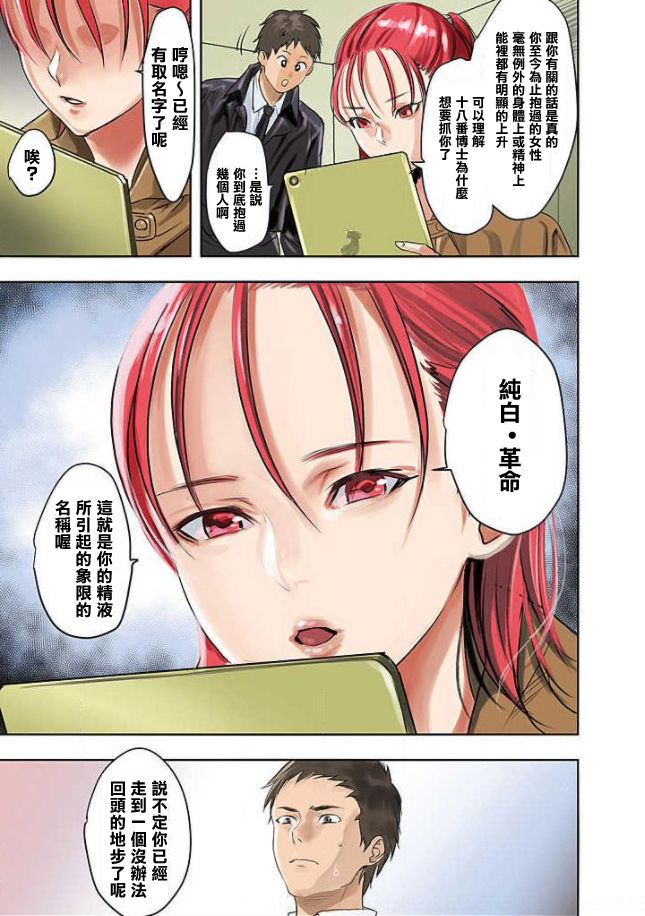 跟你有關的話是真的
你至今為止抱過的女性
毫無例外的身體上或精神上
能裡都有明顯的上升
可以理解
十八番博士為什麼
想要抓你了
…是說
你到底抱過
幾個人啊
哼嗯～已經
有取名字了呢
唉？
純白・革命
這就是你的精液
所引起的象限的
名稱喔
說不定你已經
走到一個沒辦法
回頭的地步了呢